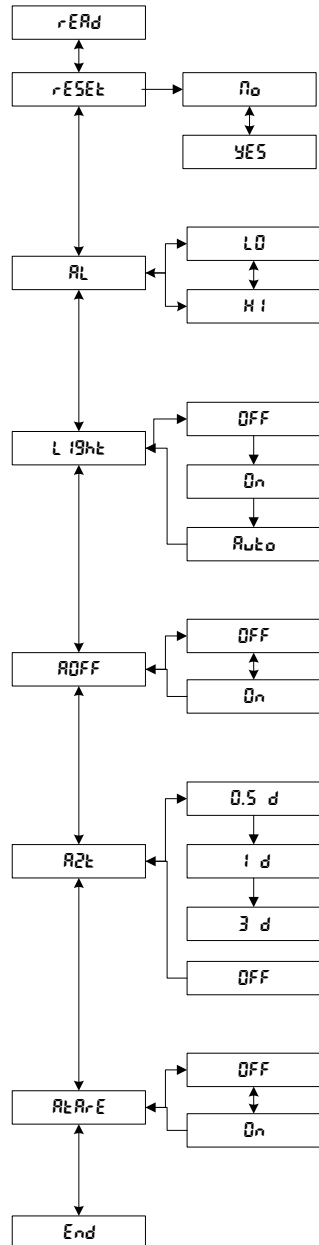 rEAd
rESEt
No
YES
AL
LO
HI
LIght
OFF
On
Auto
AOFF
OFF
On
AZt
0.5 d
1 d
3 d
OFF
AtArE
OFF
On
End